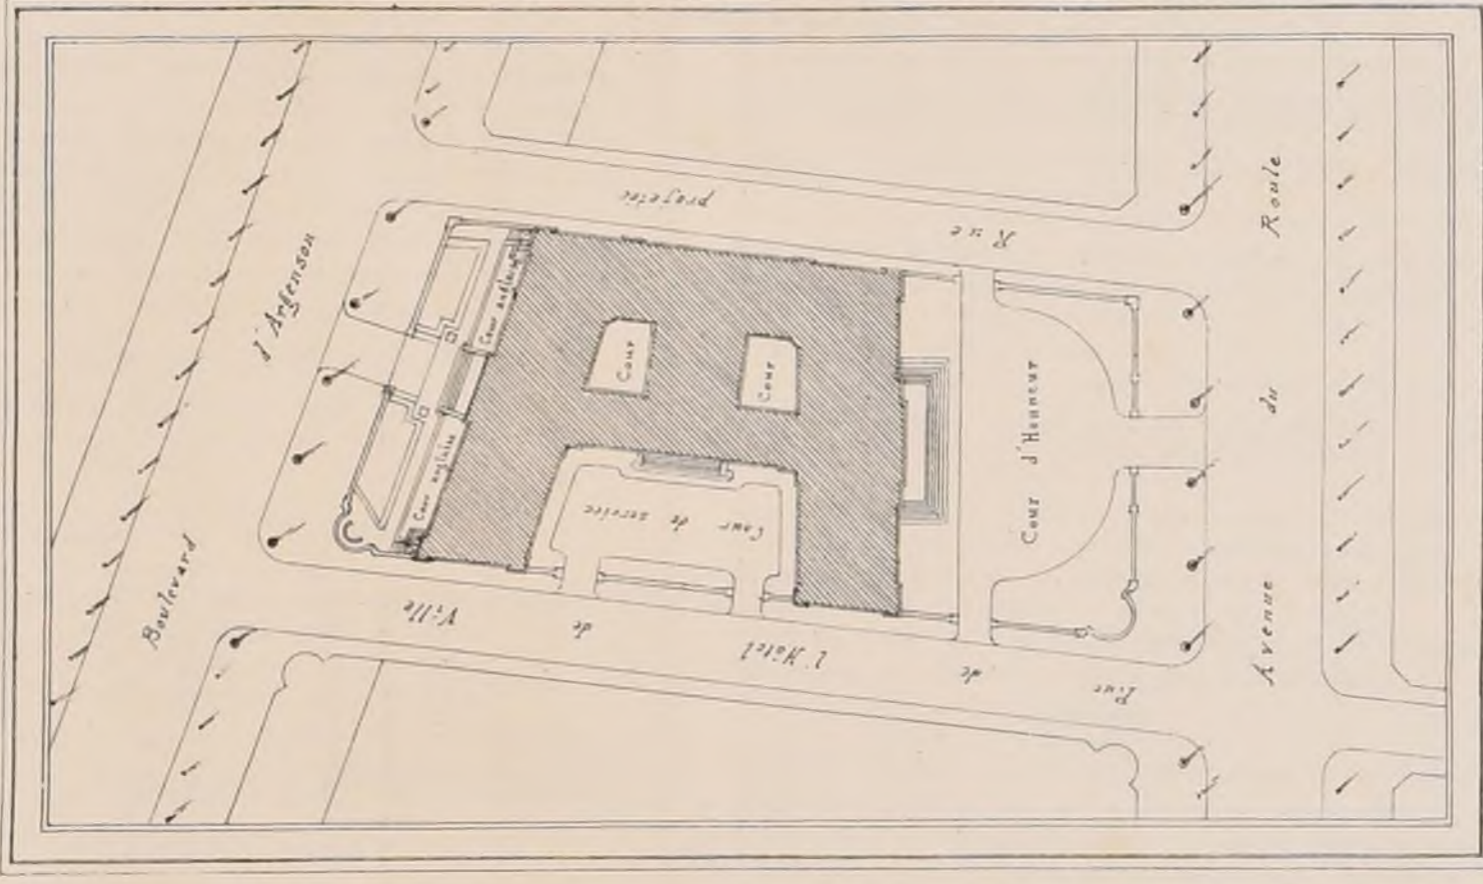 Boulevard d'Argenson
Rue projetée
Cour anglaise
Cour anglaise
Cour
Cour
Cour de service
Cour d'Honneur
Rue de l'Hôtel de Ville
Avenue du Roule